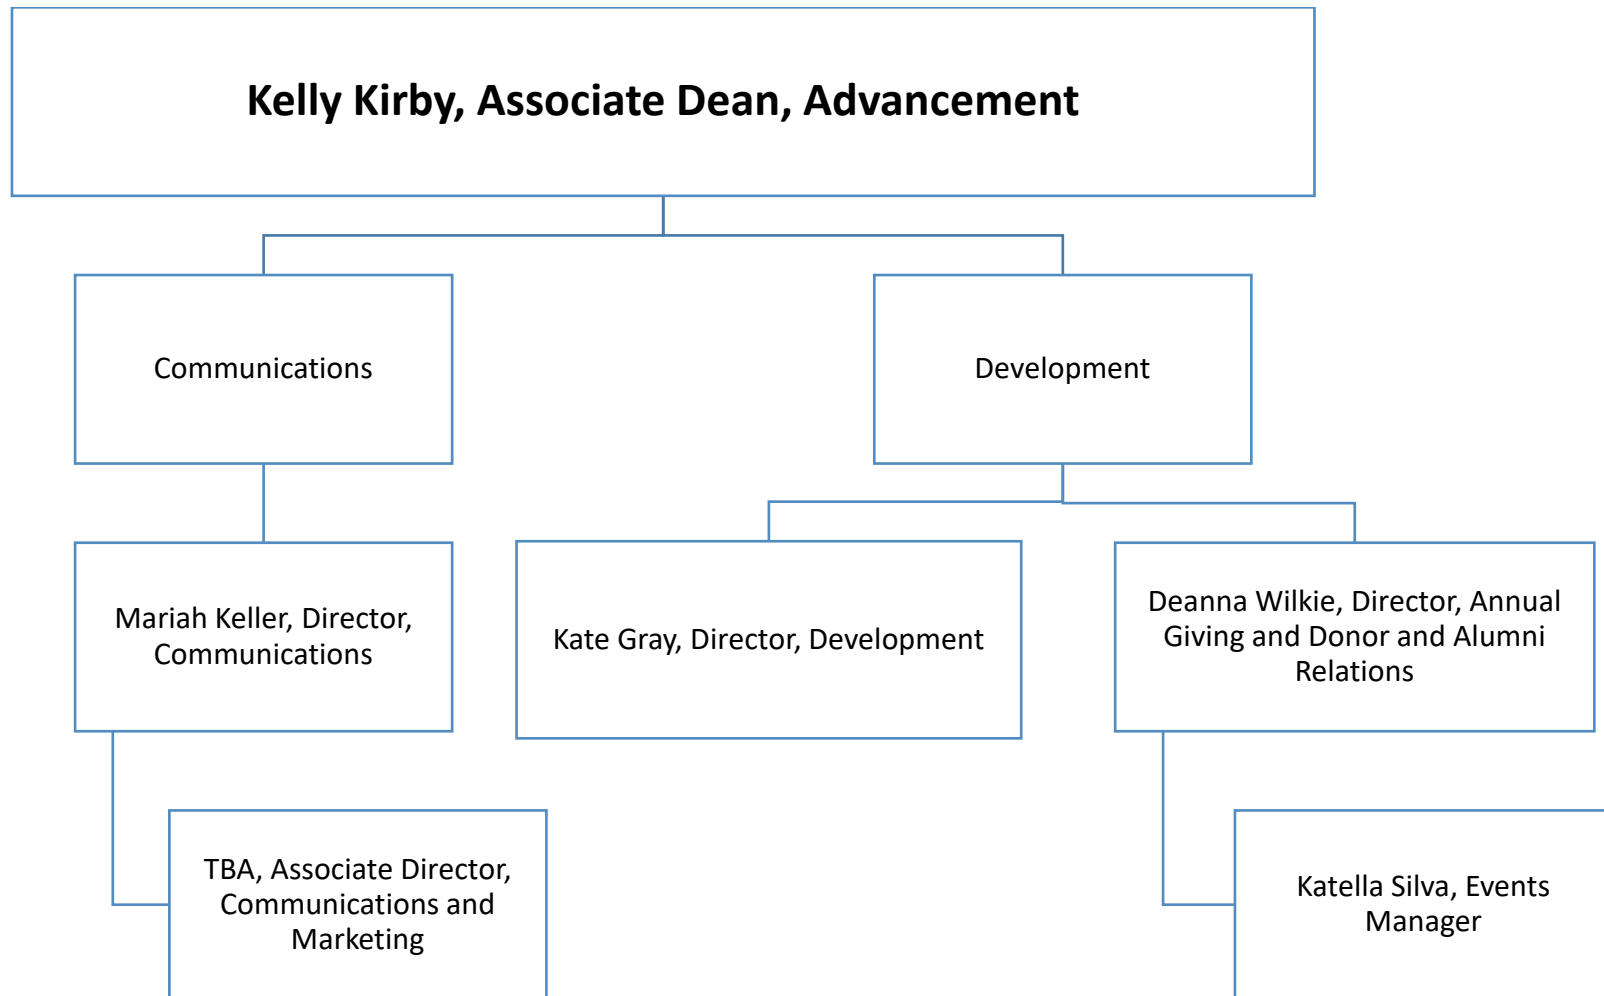 Kelly Kirby, Associate Dean, Advancement
Communications
Development
Mariah Keller, Director,
Communications
Kate Gray, Director, Development
Deanna Wilkie, Director, Annual
Giving and Donor and Alumni
Relations
TBA, Associate Director,
Communications and
Marketing
Katella Silva, Events
Manager